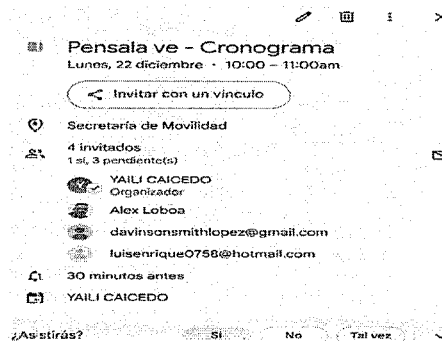 Pensala ve - Cronograma
Lunes, 22 diciembre · 10:00 – 11:00am
Invitar con un vínculo
Secretaría de Movilidad
4 invitados
1 sí, 3 pendiente(s)
YAILI CAICEDO
Organizador
Alex Loboa
davinsonsmithlopez@gmail.com
luisenrique0758@hotmail.com
30 minutos antes
YAILI CAICEDO
¿Asistirás? Sí No Tal vez